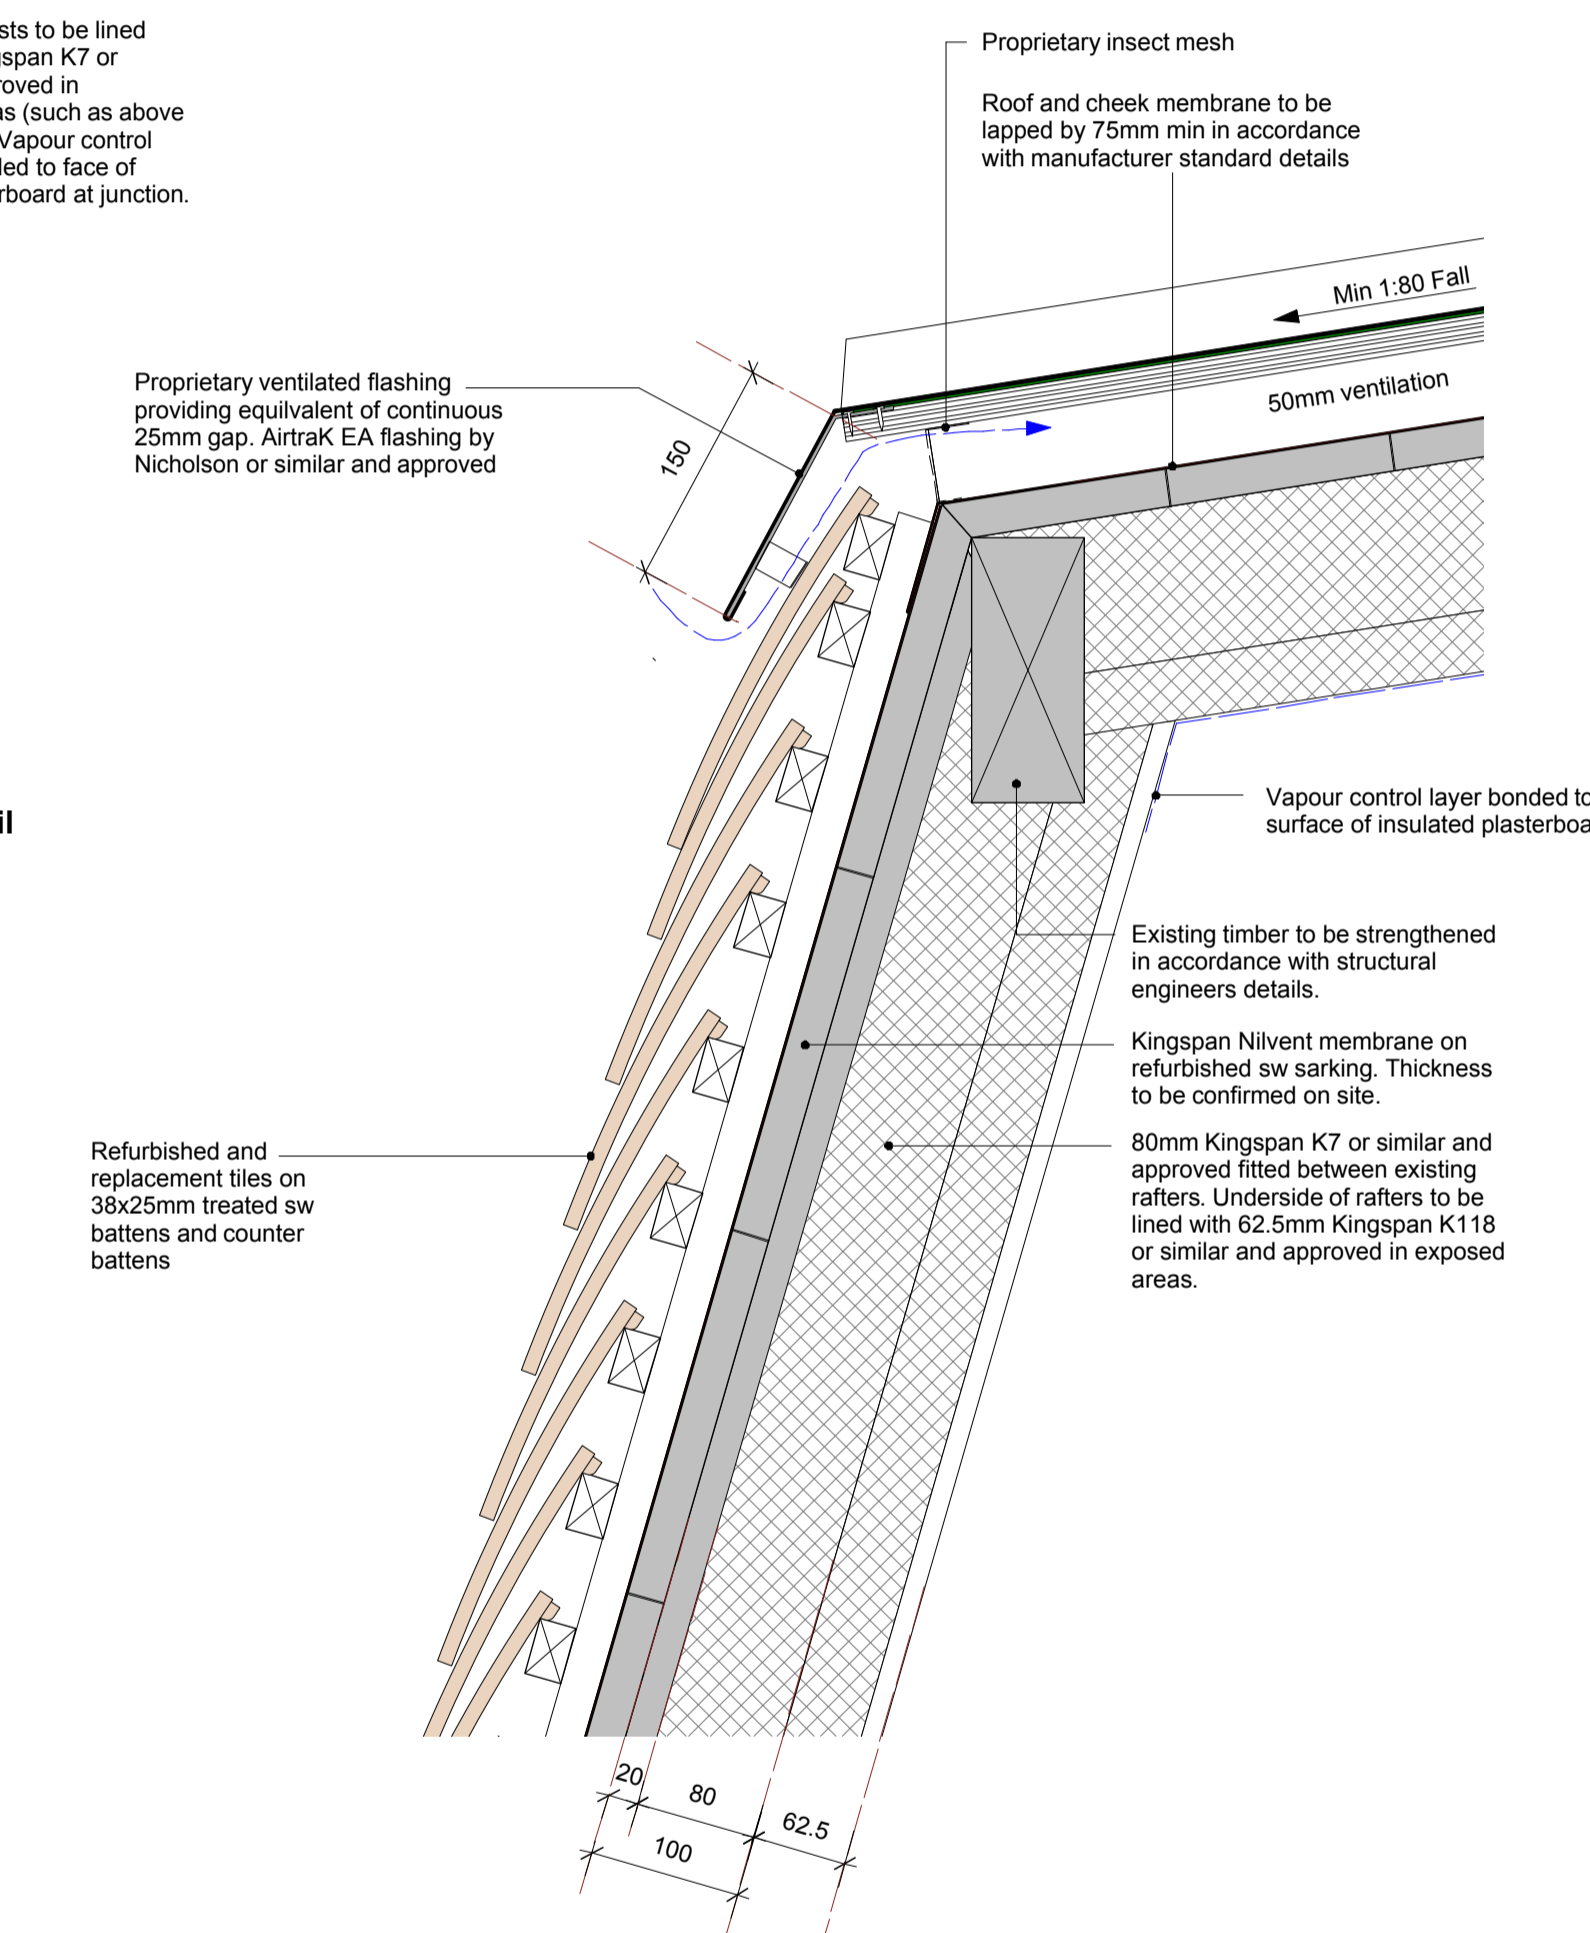 sts to be lined
gspan K7 or
roved in
as (such as above
Vapour control
led to face of
rboard at junction.
Proprietary insect mesh
Roof and cheek membrane to be
lapped by 75mm min in accordance
with manufacturer standard details
Min 1:80 Fall
50mm ventilation
Proprietary ventilated flashing
providing equilvalent of continuous
25mm gap. AirtraK EA flashing by
Nicholson or similar and approved
150
il
Vapour control layer bonded to
surface of insulated plasterboa
Existing timber to be strengthened
in accordance with structural
engineers details.
Kingspan Nilvent membrane on
refurbished sw sarking. Thickness
to be confirmed on site.
80mm Kingspan K7 or similar and
approved fitted between existing
rafters. Underside of rafters to be
lined with 62.5mm Kingspan K118
or similar and approved in exposed
areas.
Refurbished and
replacement tiles on
38x25mm treated sw
battens and counter
battens
20
80
62.5
100